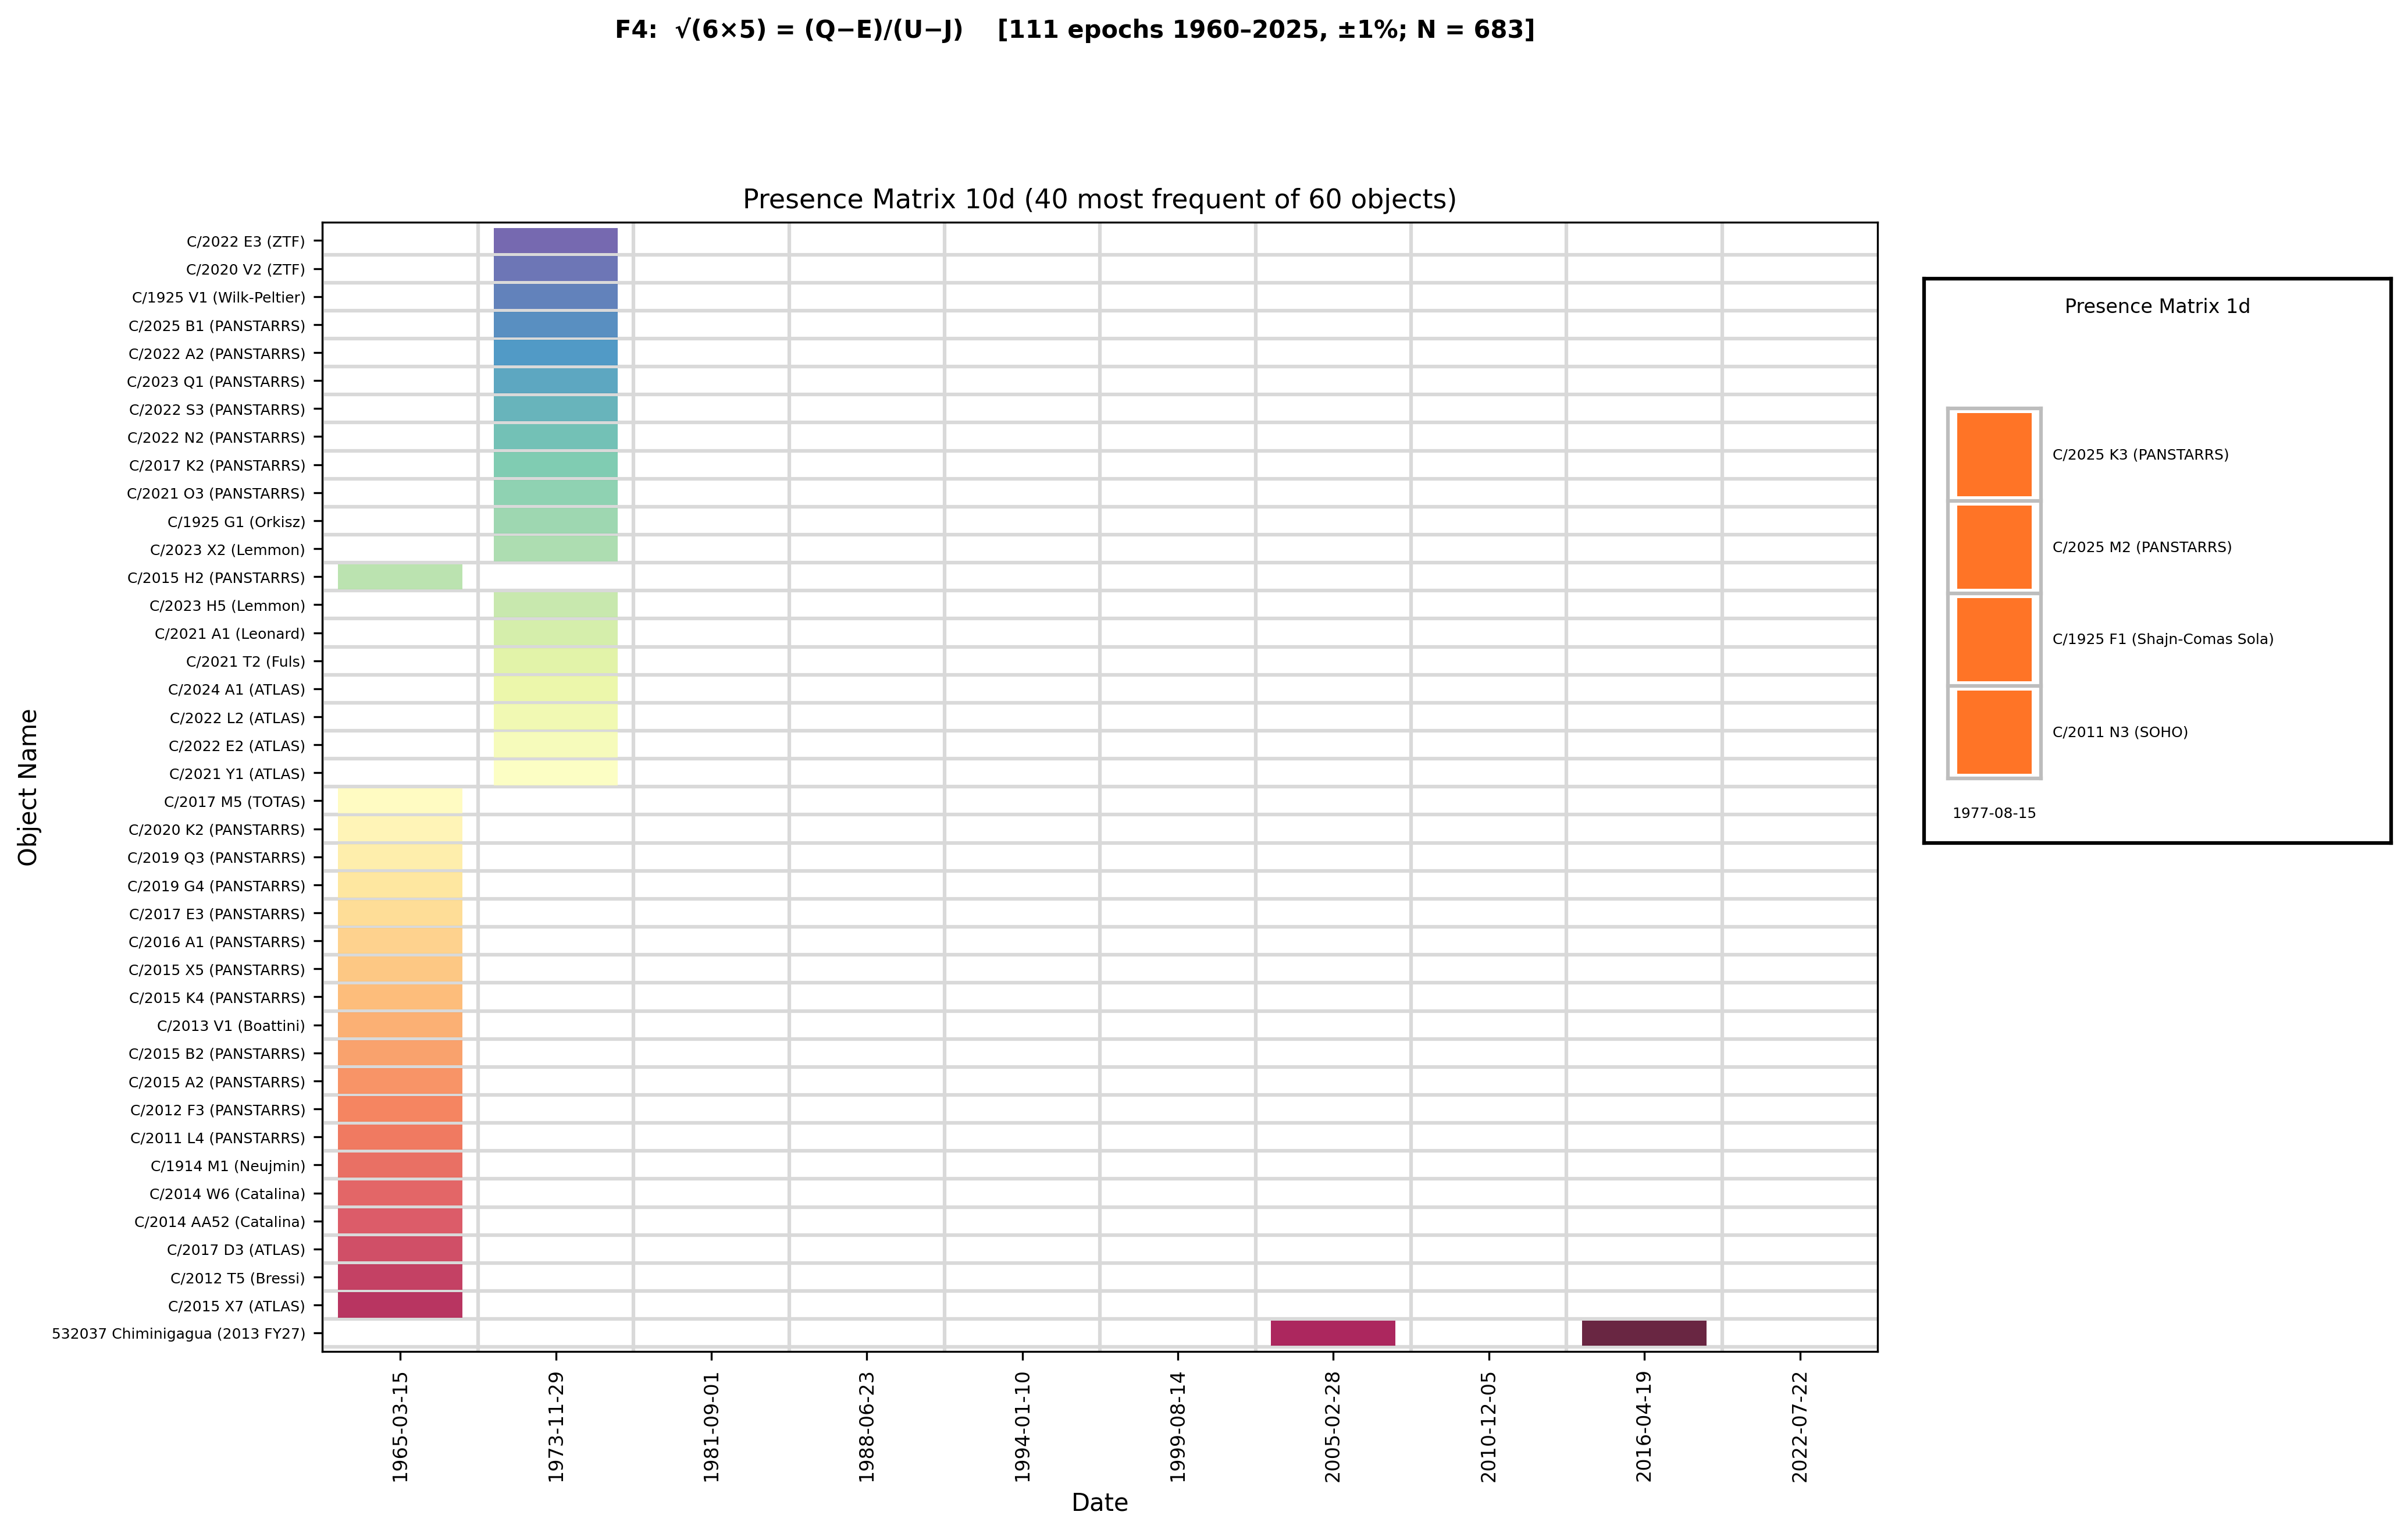 F4: √(6×5) = (Q−E)/(U−J) [111 epochs 1960–2025, ±1%; N = 683]
Presence Matrix 10d (40 most frequent of 60 objects)
Object Name
C/2022 E3 (ZTF)
C/2020 V2 (ZTF)
C/1925 V1 (Wilk-Peltier)
C/2025 B1 (PANSTARRS)
C/2022 A2 (PANSTARRS)
C/2023 Q1 (PANSTARRS)
C/2022 S3 (PANSTARRS)
C/2022 N2 (PANSTARRS)
C/2017 K2 (PANSTARRS)
C/2021 O3 (PANSTARRS)
C/1925 G1 (Orkisz)
C/2023 X2 (Lemmon)
C/2015 H2 (PANSTARRS)
C/2023 H5 (Lemmon)
C/2021 A1 (Leonard)
C/2021 T2 (Fuls)
C/2024 A1 (ATLAS)
C/2022 L2 (ATLAS)
C/2022 E2 (ATLAS)
C/2021 Y1 (ATLAS)
C/2017 M5 (TOTAS)
C/2020 K2 (PANSTARRS)
C/2019 Q3 (PANSTARRS)
C/2019 G4 (PANSTARRS)
C/2017 E3 (PANSTARRS)
C/2016 A1 (PANSTARRS)
C/2015 X5 (PANSTARRS)
C/2015 K4 (PANSTARRS)
C/2013 V1 (Boattini)
C/2015 B2 (PANSTARRS)
C/2015 A2 (PANSTARRS)
C/2012 F3 (PANSTARRS)
C/2011 L4 (PANSTARRS)
C/1914 M1 (Neujmin)
C/2014 W6 (Catalina)
C/2014 AA52 (Catalina)
C/2017 D3 (ATLAS)
C/2012 T5 (Bressi)
C/2015 X7 (ATLAS)
532037 Chiminigagua (2013 FY27)
1965-03-15
1973-11-29
1981-09-01
1988-06-23
1994-01-10
1999-08-14
2005-02-28
2010-12-05
2016-04-19
2022-07-22
Date
Presence Matrix 1d
C/2025 K3 (PANSTARRS)
C/2025 M2 (PANSTARRS)
C/1925 F1 (Shajn-Comas Sola)
C/2011 N3 (SOHO)
1977-08-15